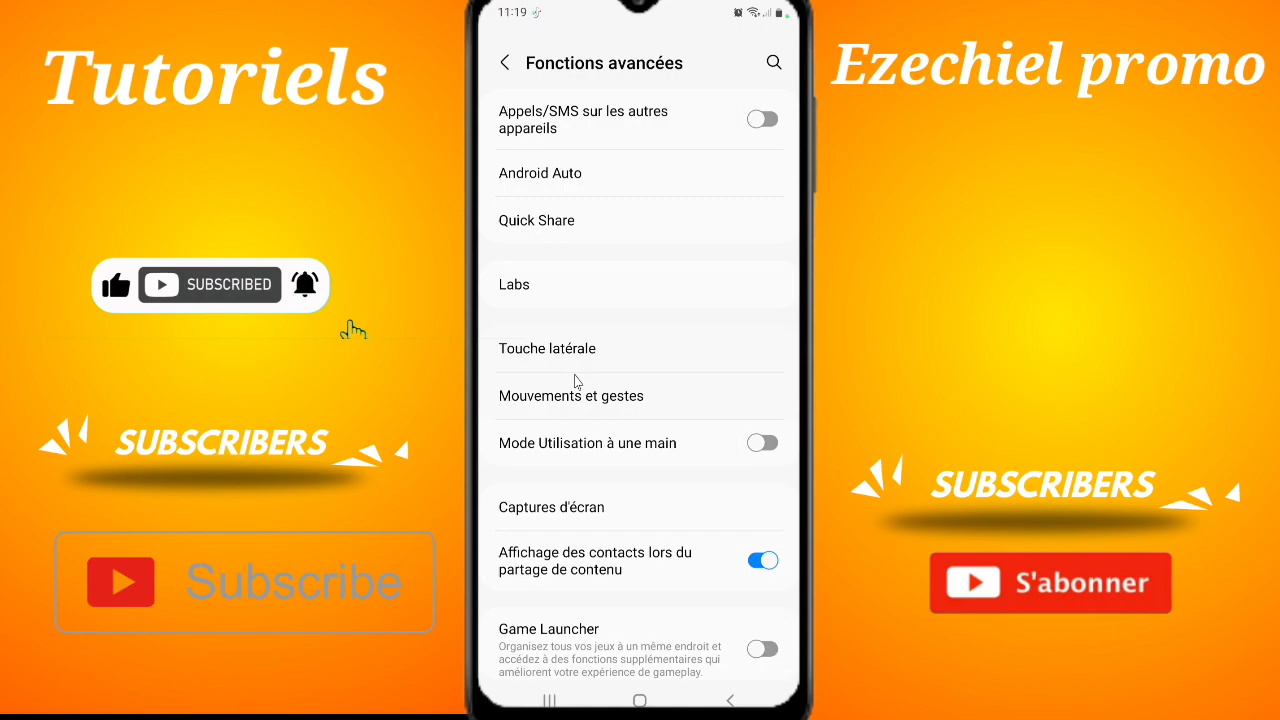 Tutoriels
SUBSCRIBED
SUBSCRIBERS
Subscribe
11:19
Fonctions avancées
Appels/SMS sur les autres
appareils
Android Auto
Quick Share
Labs
Touche latérale
Mouvements et gestes
Mode Utilisation à une main
Captures d'écran
Affichage des contacts lors du
partage de contenu
Game Launcher
Organisez tous vos jeux à un même endroit et
accédez à des fonctions supplémentaires qui
améliorent votre expérience de gameplay.
Ezechiel promo
SUBSCRIBERS
S'abonner